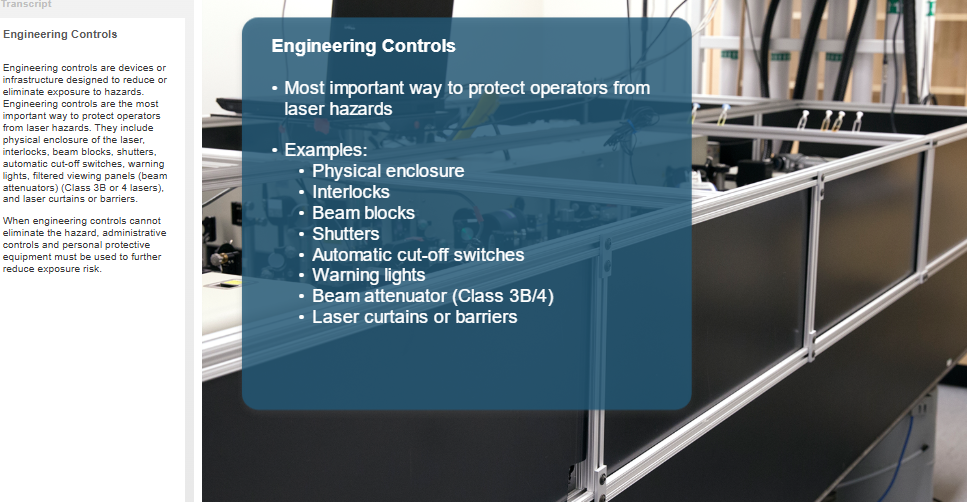 Transcript
Engineering Controls
Engineering controls are devices or
infrastructure designed to reduce or
eliminate exposure to hazards.
Engineering controls are the most
important way to protect operators
from laser hazards. They include
physical enclosure of the laser,
interlocks, beam blocks, shutters,
automatic cut-off switches, warning
lights, filtered viewing panels (beam
attenuators) (Class 3B or 4 lasers),
and laser curtains or barriers.
When engineering controls cannot
eliminate the hazard, administrative
controls and personal protective
equipment must be used to further
reduce exposure risk.
Engineering Controls
• Most important way to protect operators from
laser hazards
• Examples:
• Physical enclosure
• Interlocks
• Beam blocks
• Shutters
• Automatic cut-off switches
• Warning lights
• Beam attenuator (Class 3B/4)
• Laser curtains or barriers